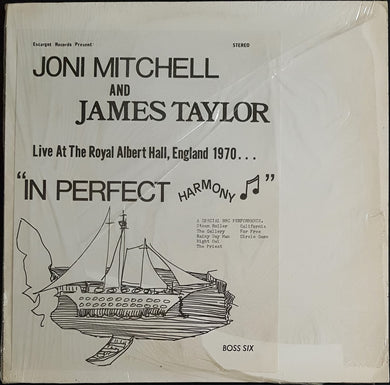 Escargot Records Present: STEREO
JONI MITCHELL
AND
JAMES TAYLOR
Live At The Royal Albert Hall, England 1970...
"IN PERFECT HARMONY"
A SPECIAL BBC PERFORMANCE.
Steam Roller California
The Gallery For Free
Rainy Day Man Circle Game
Night Owl
The Priest
BOSS SIX